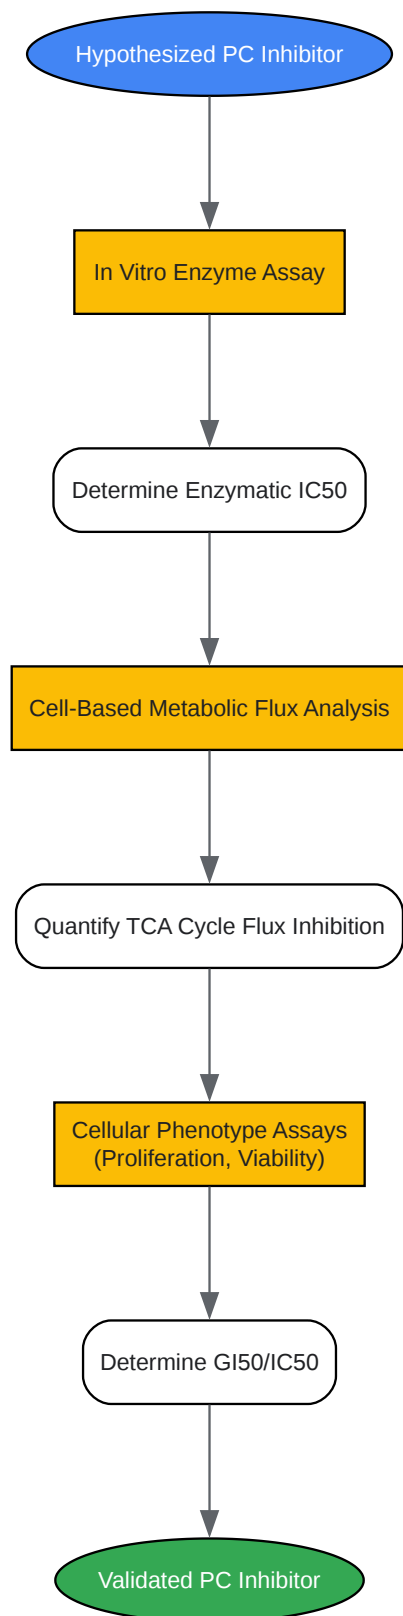 Hypothesized PC Inhibitor
In Vitro Enzyme Assay
Determine Enzymatic IC50
Cell-Based Metabolic Flux Analysis
Quantify TCA Cycle Flux Inhibition
Cellular Phenotype Assays
(Proliferation, Viability)
Determine GI50/IC50
Validated PC Inhibitor